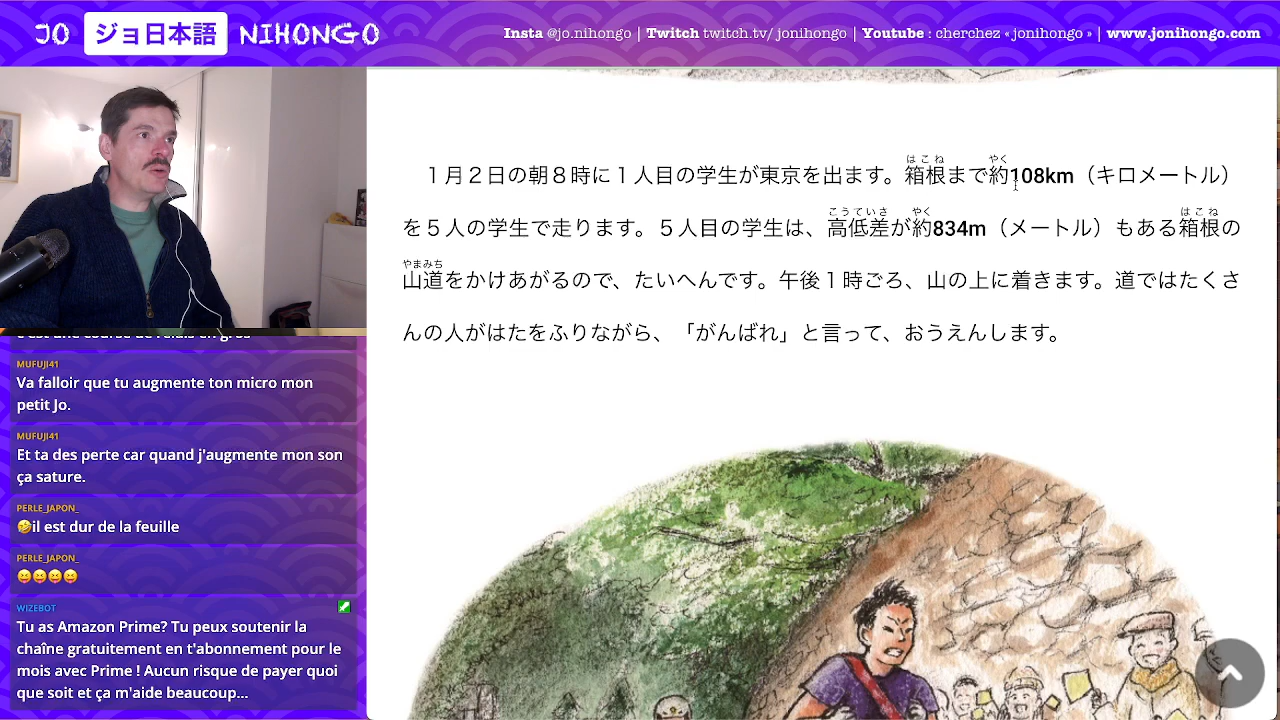 JO ジョ日本語 NIHONGO
Insta @jo.nihongo | Twitch twitch.tv/ jonihongo | Youtube : cherchez « jonihongo » | www.jonihongo.com
はこね やく
１月２日の朝８時に１人目の学生が東京を出ます。箱根まで約108km（キロメートル）
こうていさ やく はこね
を５人の学生で走ります。５人目の学生は、高低差が約834m（メートル）もある箱根の
やまみち
山道をかけあがるので、たいへんです。午後１時ごろ、山の上に着きます。道ではたくさ
んの人がはたをふりながら、「がんばれ」と言って、おうえんします。
c'est une course de relais en gros
MUFUJI41
Va falloir que tu augmente ton micro mon
petit Jo.
MUFUJI41
Et ta des perte car quand j'augmente mon son
ça sature.
PERLE_JAPON_
🤣il est dur de la feuille
PERLE_JAPON_
😝😝😝😝
WIZEBOT
Tu as Amazon Prime? Tu peux soutenir la
chaîne gratuitement en t'abonnement pour le
mois avec Prime ! Aucun risque de payer quoi
que soit et ça m'aide beaucoup...